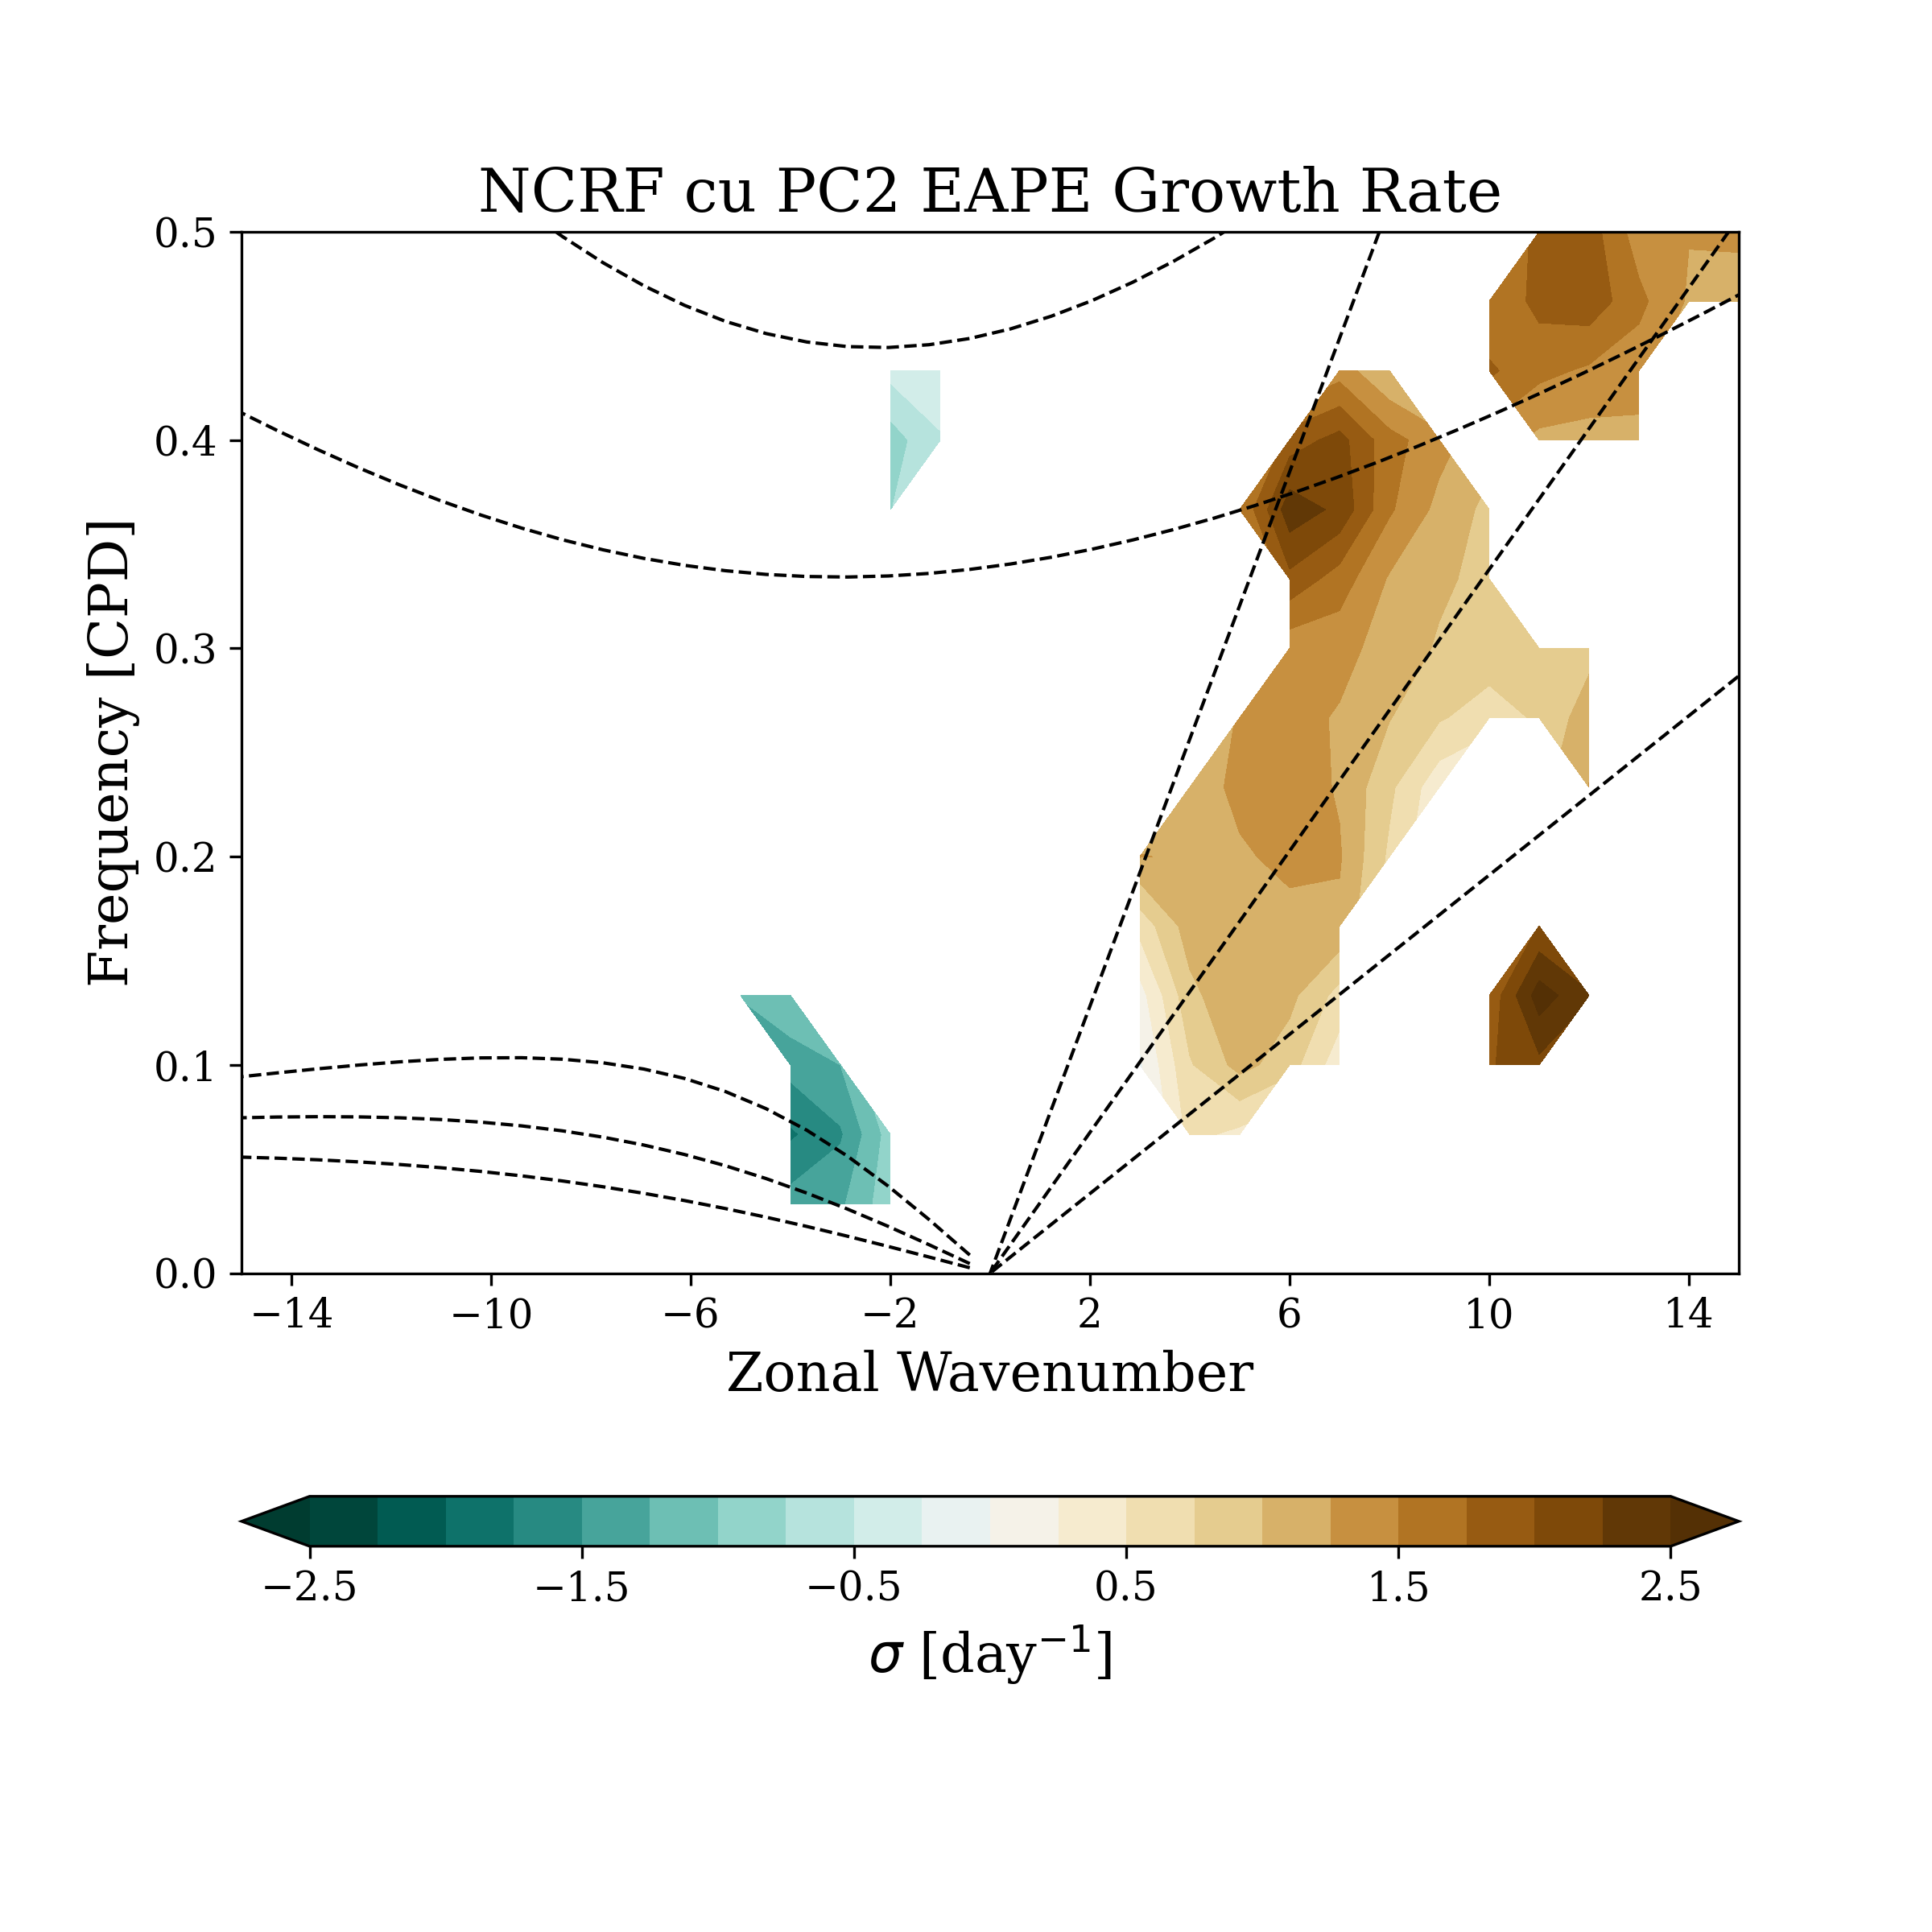 NCRF cu PC2 EAPE Growth Rate
0.5
0.4
0.3
0.2
0.1
0.0
Frequency [CPD]
−14 −10 −6 −2 2 6 10 14
Zonal Wavenumber
−2.5 −1.5 −0.5 0.5 1.5 2.5
σ [day⁻¹]